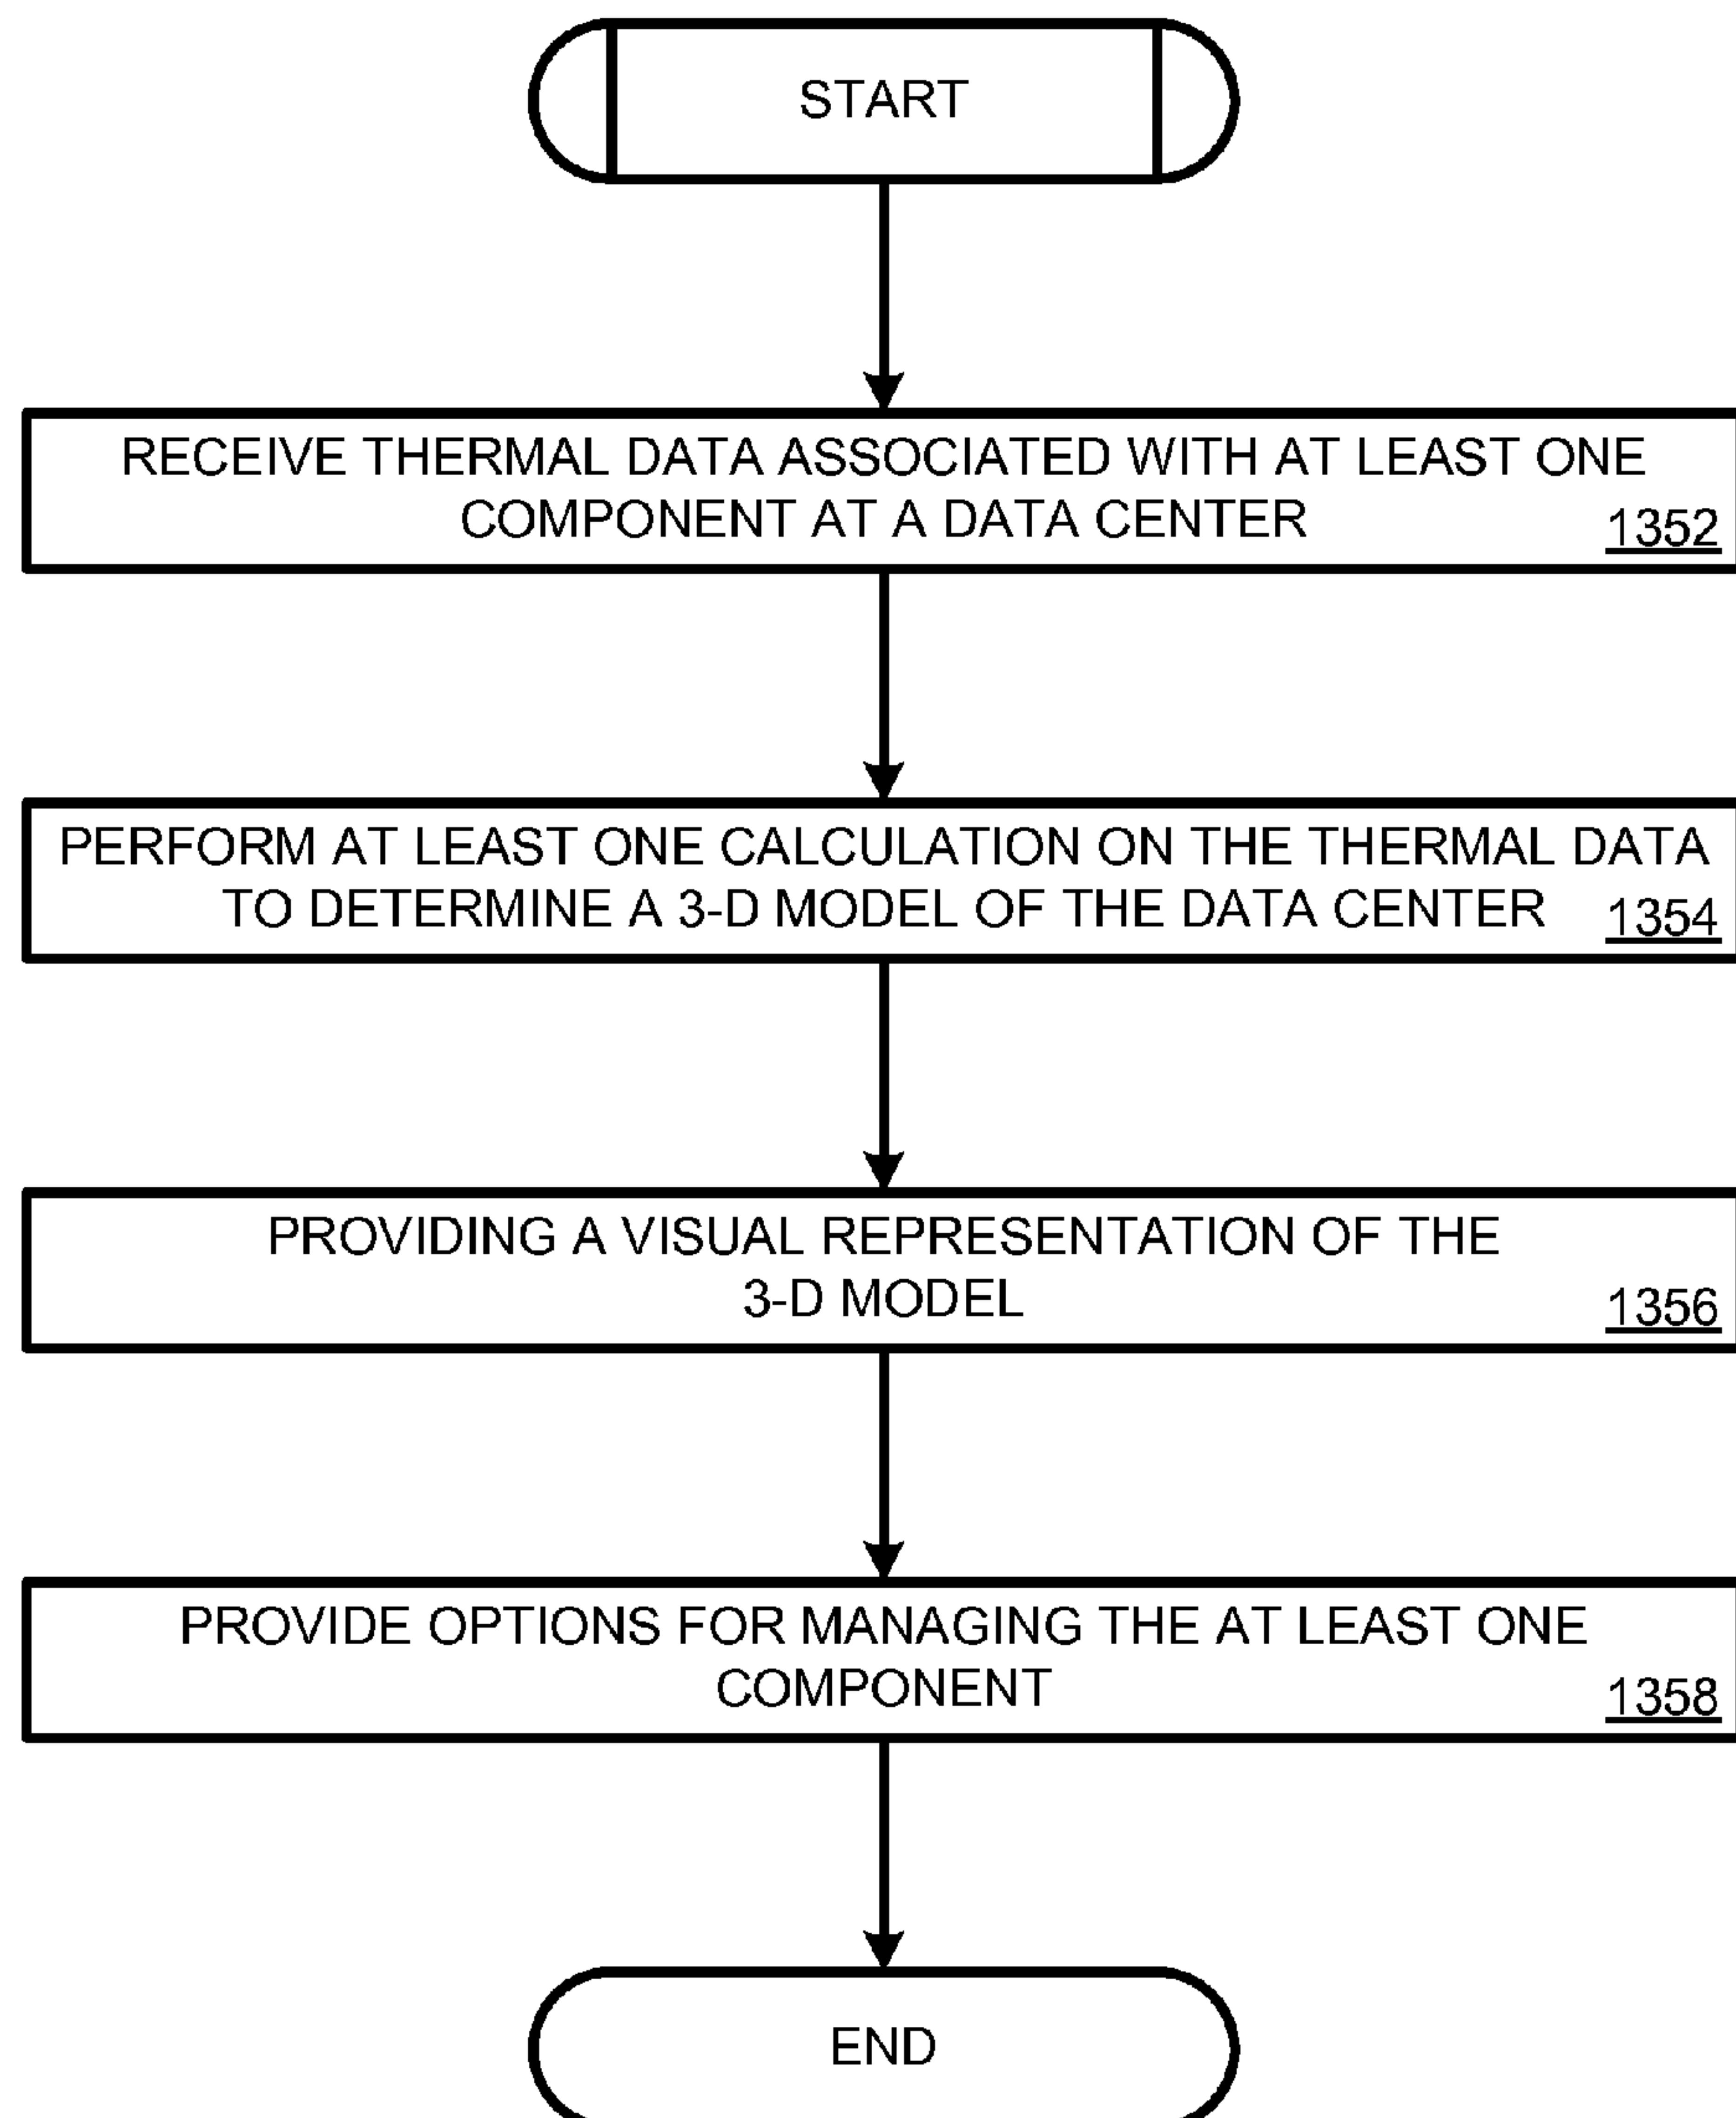 START
RECEIVE THERMAL DATA ASSOCIATED WITH AT LEAST ONE
COMPONENT AT A DATA CENTER
1352
PERFORM AT LEAST ONE CALCULATION ON THE THERMAL DATA
TO DETERMINE A 3-D MODEL OF THE DATA CENTER
1354
PROVIDING A VISUAL REPRESENTATION OF THE
3-D MODEL
1356
PROVIDE OPTIONS FOR MANAGING THE AT LEAST ONE
COMPONENT
1358
END